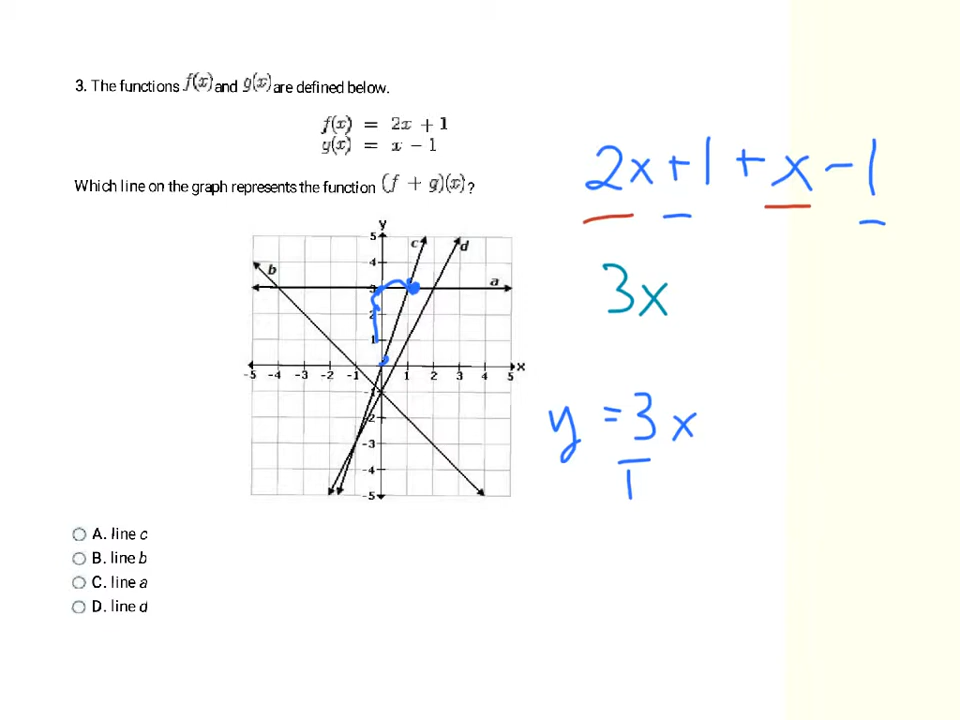 3. The functions f(x) and g(x) are defined below.
f(x) = 2x + 1
g(x) = x − 1
Which line on the graph represents the function (f + g)(x)?
2x + 1 + x − 1
3x
y = 3x
1
y
5
c
d
4
b
3
a
2
1
x
-5 -4 -3 -2 -1 1 2 3 4 5
-1
-2
-3
-4
-5
A. line c
B. line b
C. line a
D. line d